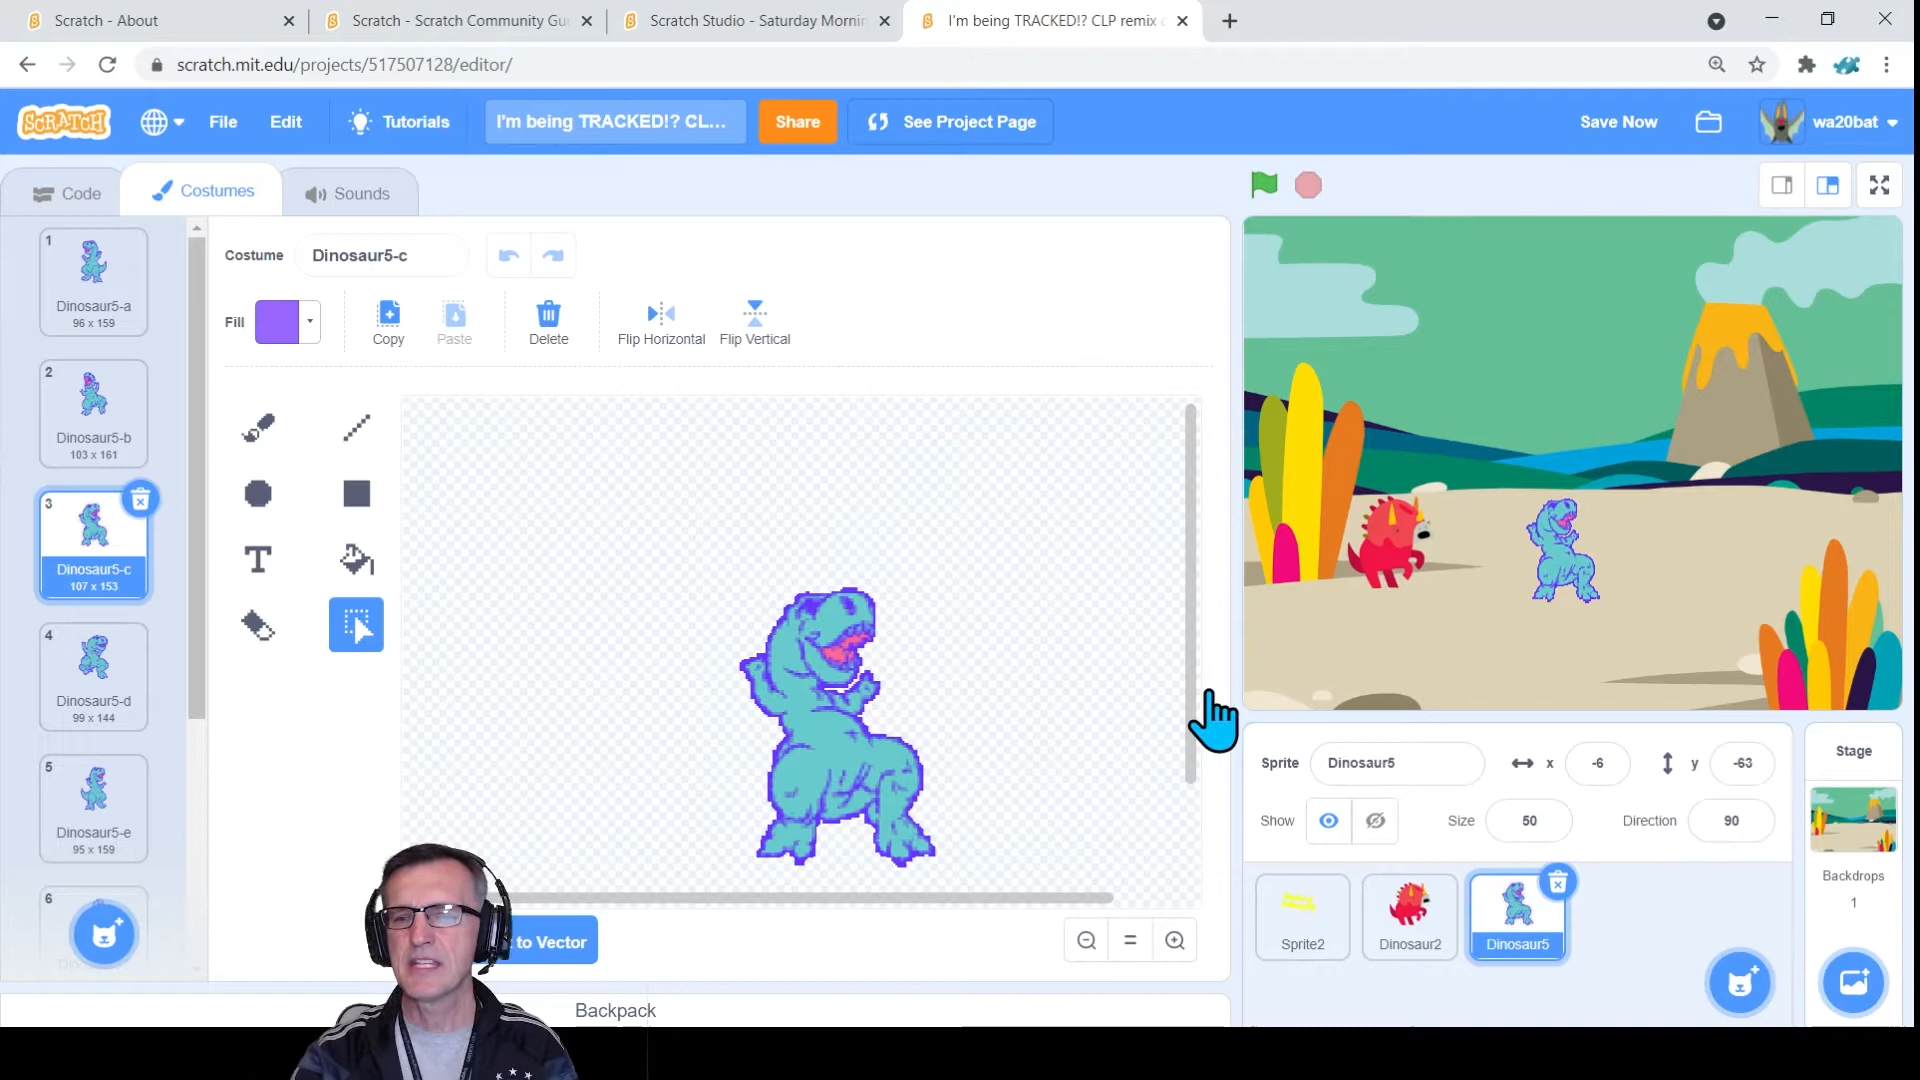 Scratch - About
Scratch - Scratch Community Gu
Scratch Studio - Saturday Mornin
I'm being TRACKED!? CLP remix
scratch.mit.edu/projects/517507128/editor/
SCRATCH
File
Edit
Tutorials
I'm being TRACKED!? CL...
Share
See Project Page
Save Now
wa20bat
Code
Costumes
Sounds
1
Dinosaur5-a
96 x 159
2
Dinosaur5-b
103 x 161
3
Dinosaur5-c
107 x 153
4
Dinosaur5-d
99 x 144
5
Dinosaur5-e
95 x 159
6
Costume
Dinosaur5-c
Fill
Copy
Paste
Delete
Flip Horizontal
Flip Vertical
T
to Vector
Backpack
Sprite
Dinosaur5
x
-6
y
-63
Show
Size
50
Direction
90
Sprite2
Dinosaur2
Dinosaur5
Stage
Backdrops
1